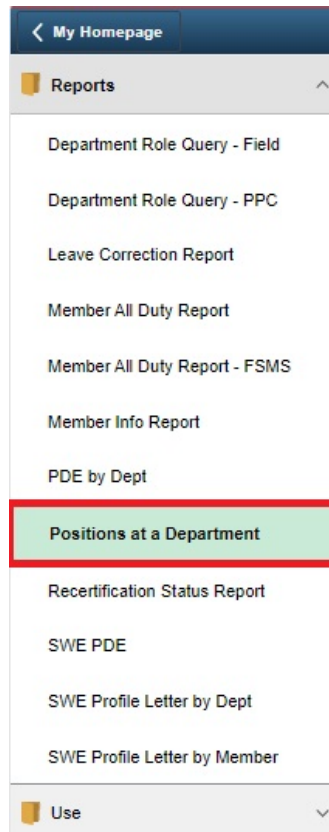 My Homepage
Reports
Department Role Query - Field
Department Role Query - PPC
Leave Correction Report
Member All Duty Report
Member All Duty Report - FSMS
Member Info Report
PDE by Dept
Positions at a Department
Recertification Status Report
SWE PDE
SWE Profile Letter by Dept
SWE Profile Letter by Member
Use